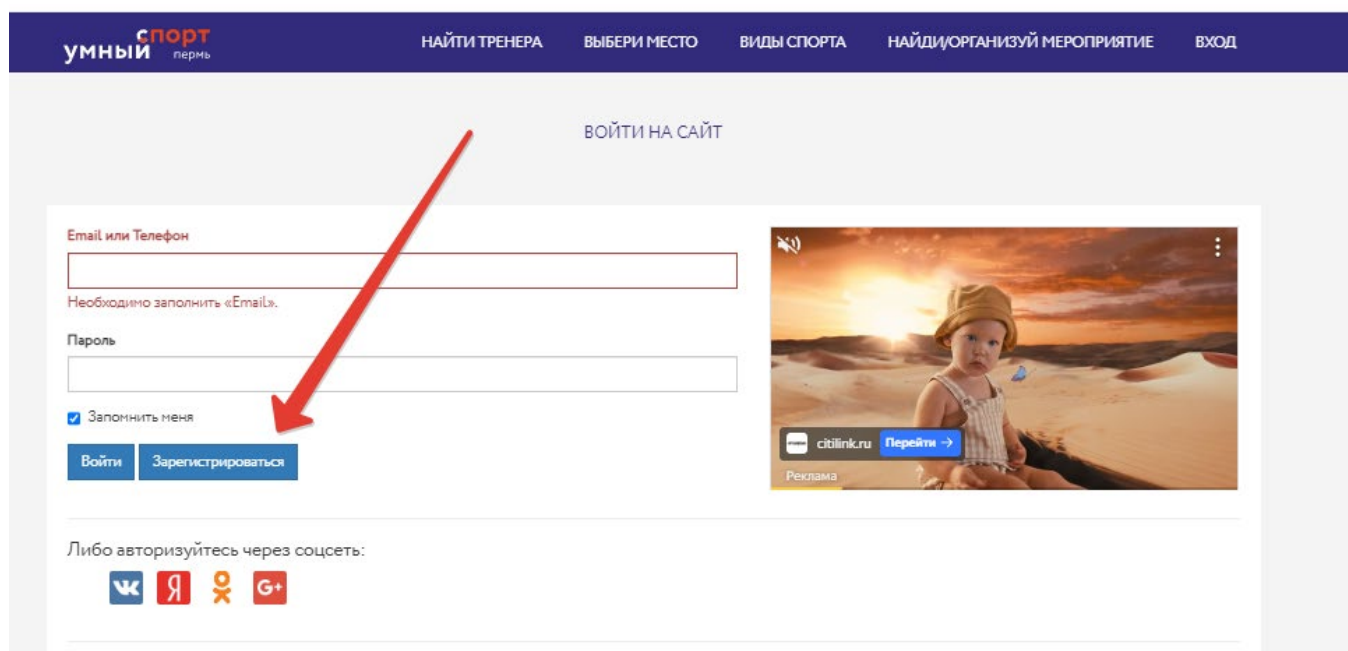 умный спорт
пермь
НАЙТИ ТРЕНЕРА ВЫБЕРИ МЕСТО ВИДЫ СПОРТА НАЙДИ/ОРГАНИЗУЙ МЕРОПРИЯТИЕ ВХОД
ВОЙТИ НА САЙТ
Email или Телефон
Необходимо заполнить «Email».
Пароль
Запомнить меня
Войти Зарегистрироваться
citilink.ru Перейти →
Реклама
Либо авторизуйтесь через соцсеть:
Я G+